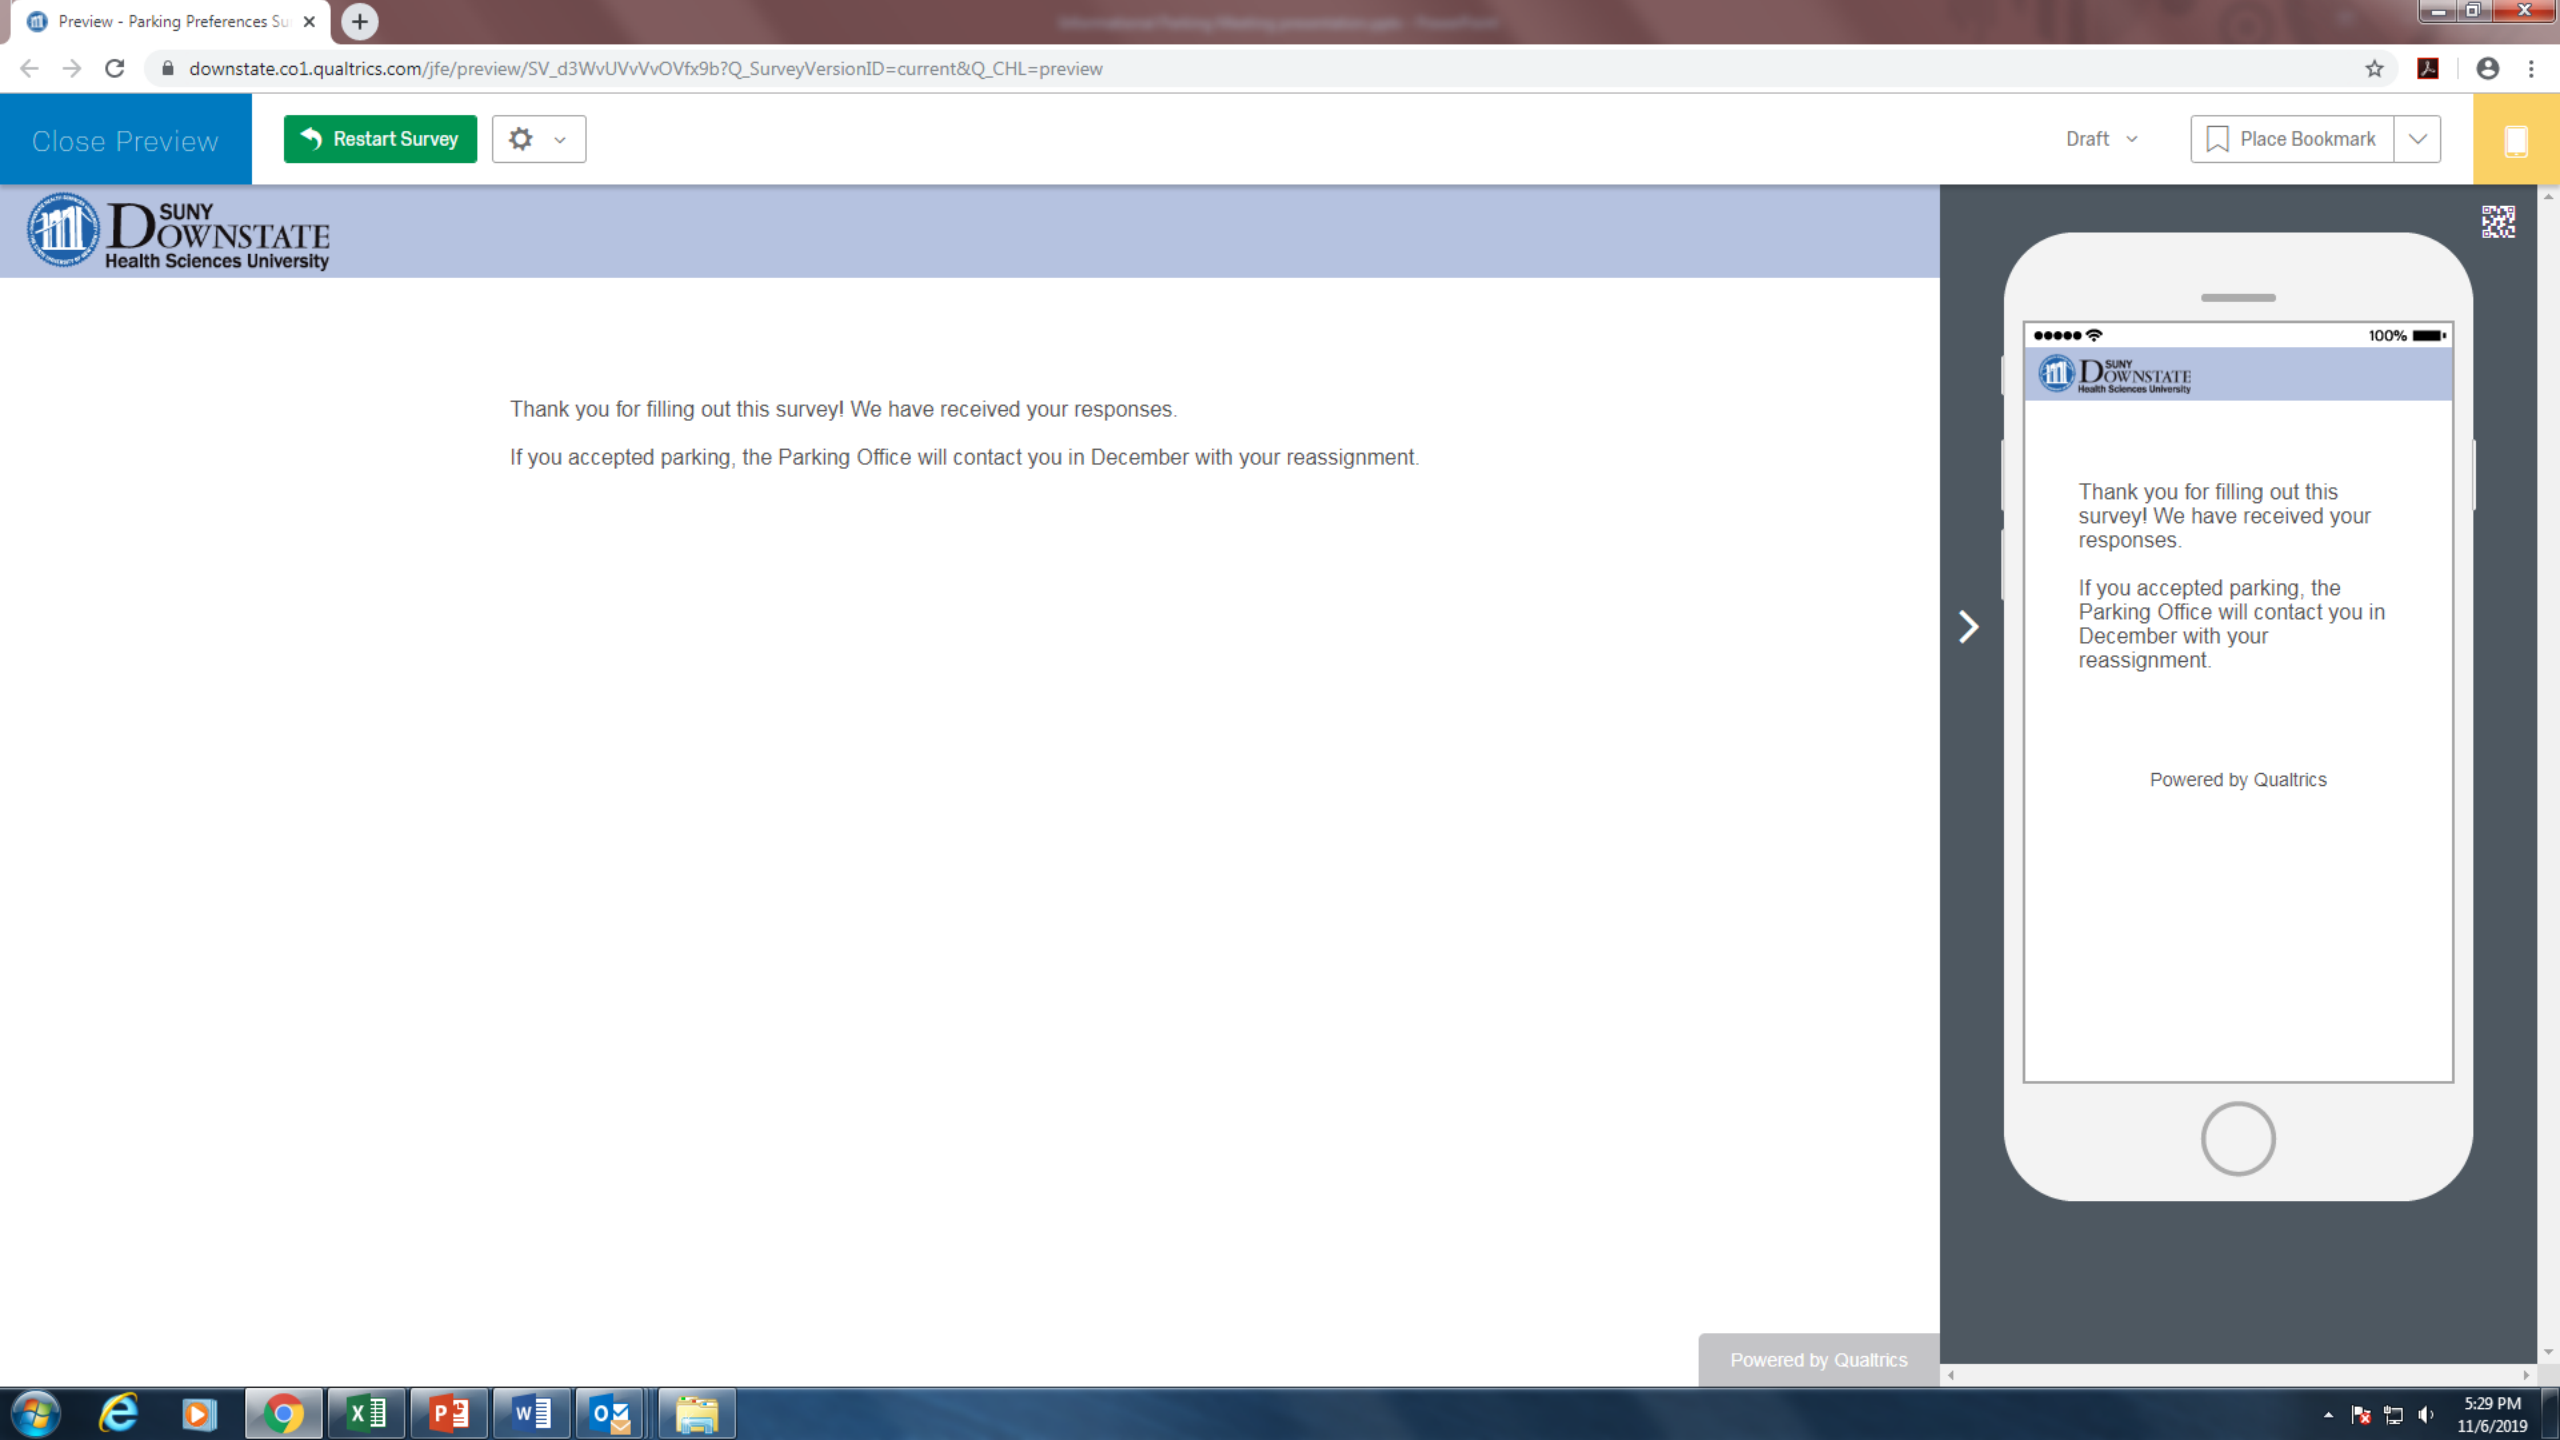 Preview - Parking Preferences Su
downstate.co1.qualtrics.com/jfe/preview/SV_d3WvUVvVvOVfx9b?Q_SurveyVersionID=current&Q_CHL=preview
Close Preview
Restart Survey
Draft
Place Bookmark
SUNY
DOWNSTATE
Health Sciences University
Thank you for filling out this survey! We have received your responses.
If you accepted parking, the Parking Office will contact you in December with your reassignment.
100%
SUNY
DOWNSTATE
Health Sciences University
Thank you for filling out this
survey! We have received your
responses.
If you accepted parking, the
Parking Office will contact you in
December with your
reassignment.
Powered by Qualtrics
Powered by Qualtrics
5:29 PM
11/6/2019